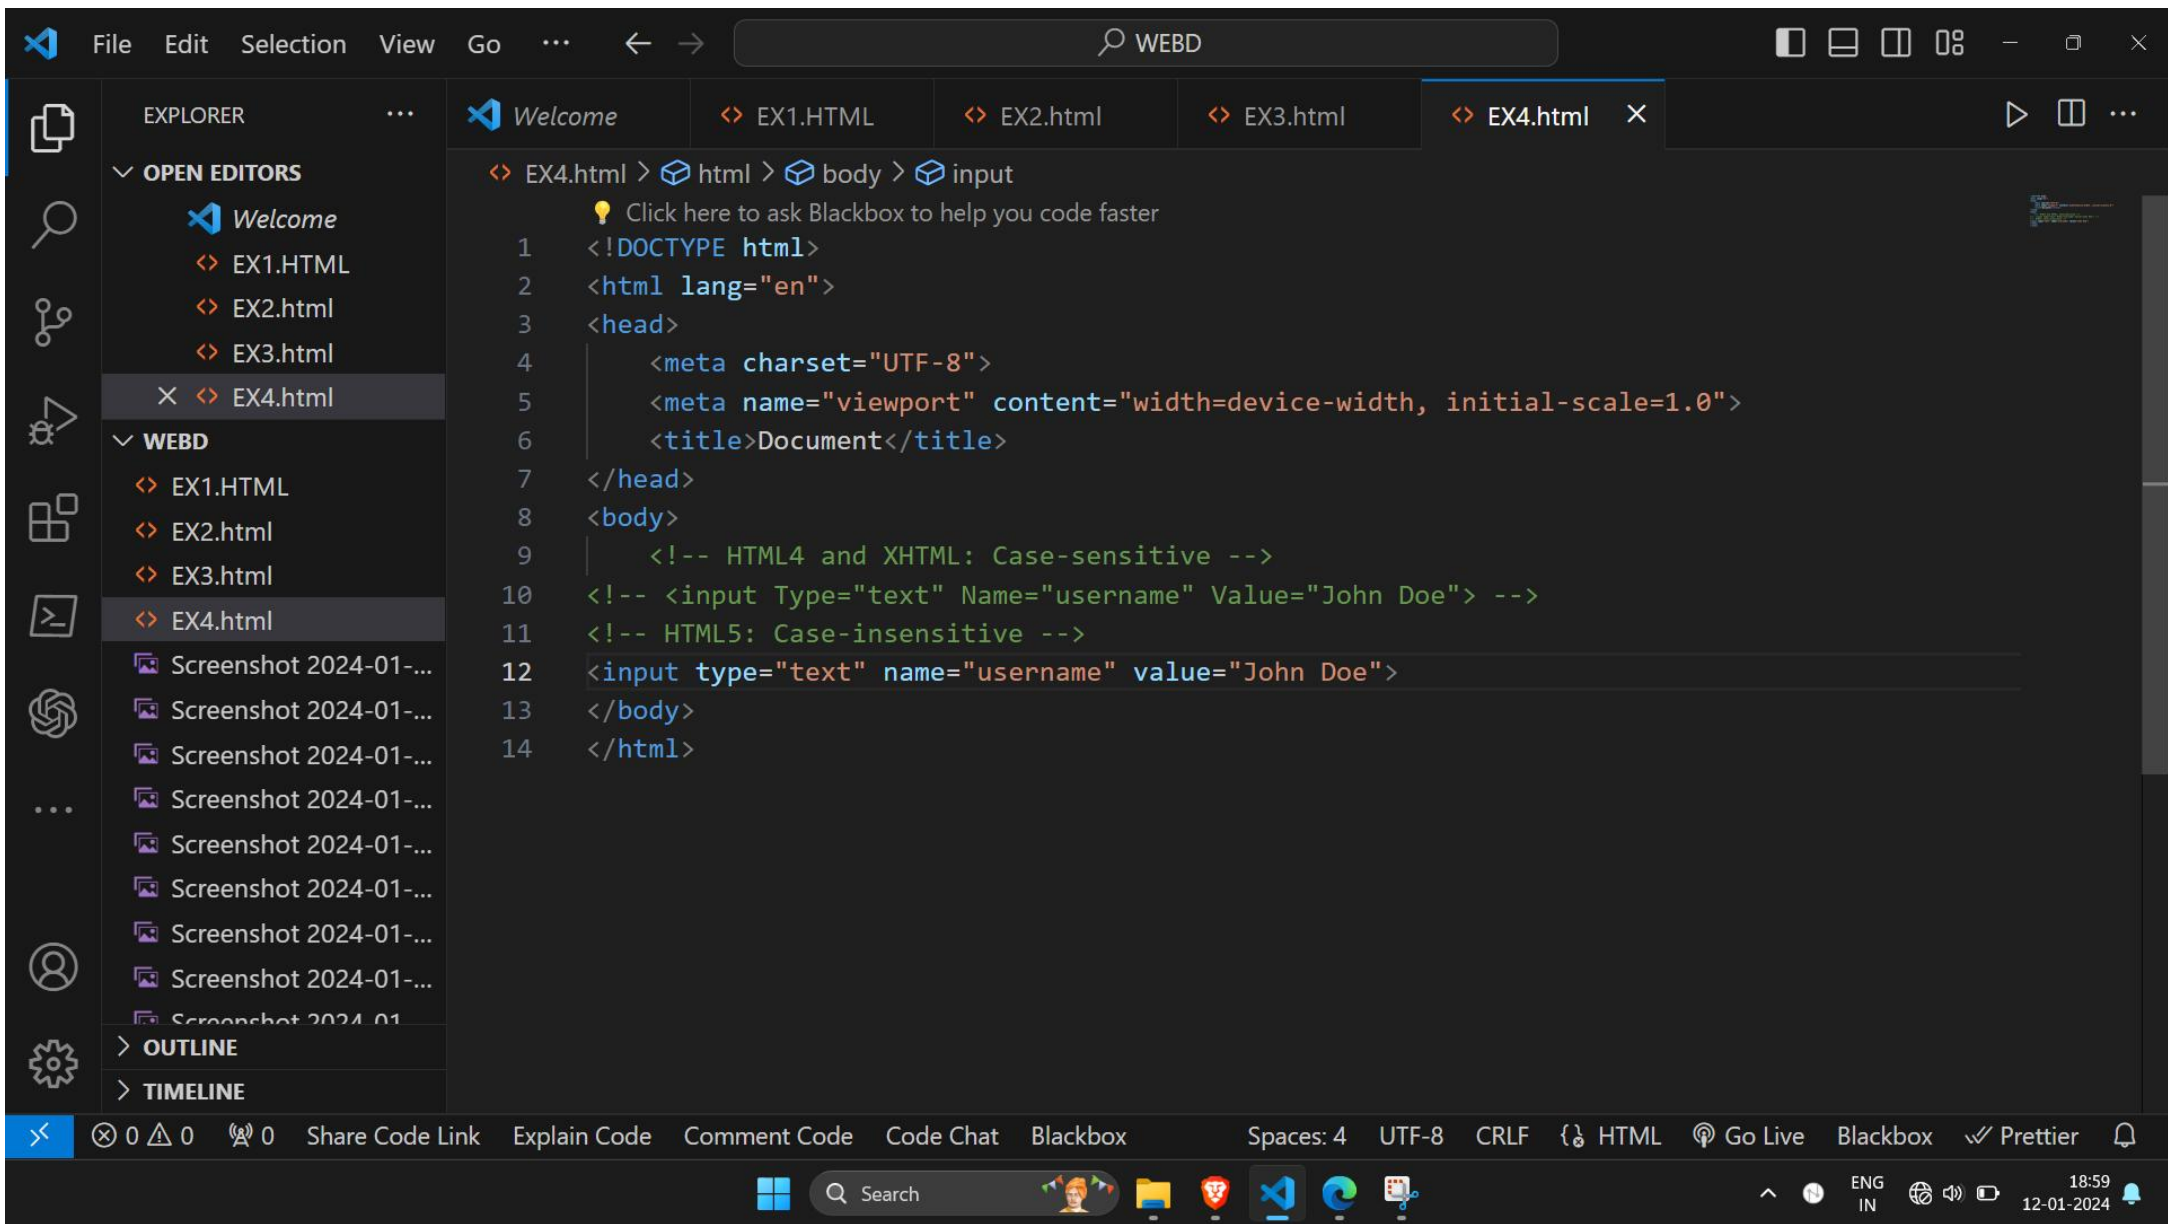 File Edit Selection View Go ··· WEBD
EXPLORER ···
OPEN EDITORS
Welcome
EX1.HTML
EX2.html
EX3.html
EX4.html
WEBD
EX1.HTML
EX2.html
EX3.html
EX4.html
Screenshot 2024-01-...
Screenshot 2024-01-...
Screenshot 2024-01-...
Screenshot 2024-01-...
Screenshot 2024-01-...
Screenshot 2024-01-...
Screenshot 2024-01-...
Screenshot 2024-01-...
Screenshot 2024-01
OUTLINE
TIMELINE
Welcome EX1.HTML EX2.html EX3.html EX4.html
EX4.html > html > body > input
Click here to ask Blackbox to help you code faster
1 <!DOCTYPE html>
2 <html lang="en">
3 <head>
4 <meta charset="UTF-8">
5 <meta name="viewport" content="width=device-width, initial-scale=1.0">
6 <title>Document</title>
7 </head>
8 <body>
9 <!-- HTML4 and XHTML: Case-sensitive -->
10 <!-- <input Type="text" Name="username" Value="John Doe"> -->
11 <!-- HTML5: Case-insensitive -->
12 <input type="text" name="username" value="John Doe">
13 </body>
14 </html>
0 0 0 Share Code Link Explain Code Comment Code Code Chat Blackbox Spaces: 4 UTF-8 CRLF HTML Go Live Blackbox Prettier
Search
ENG
IN
18:59
12-01-2024